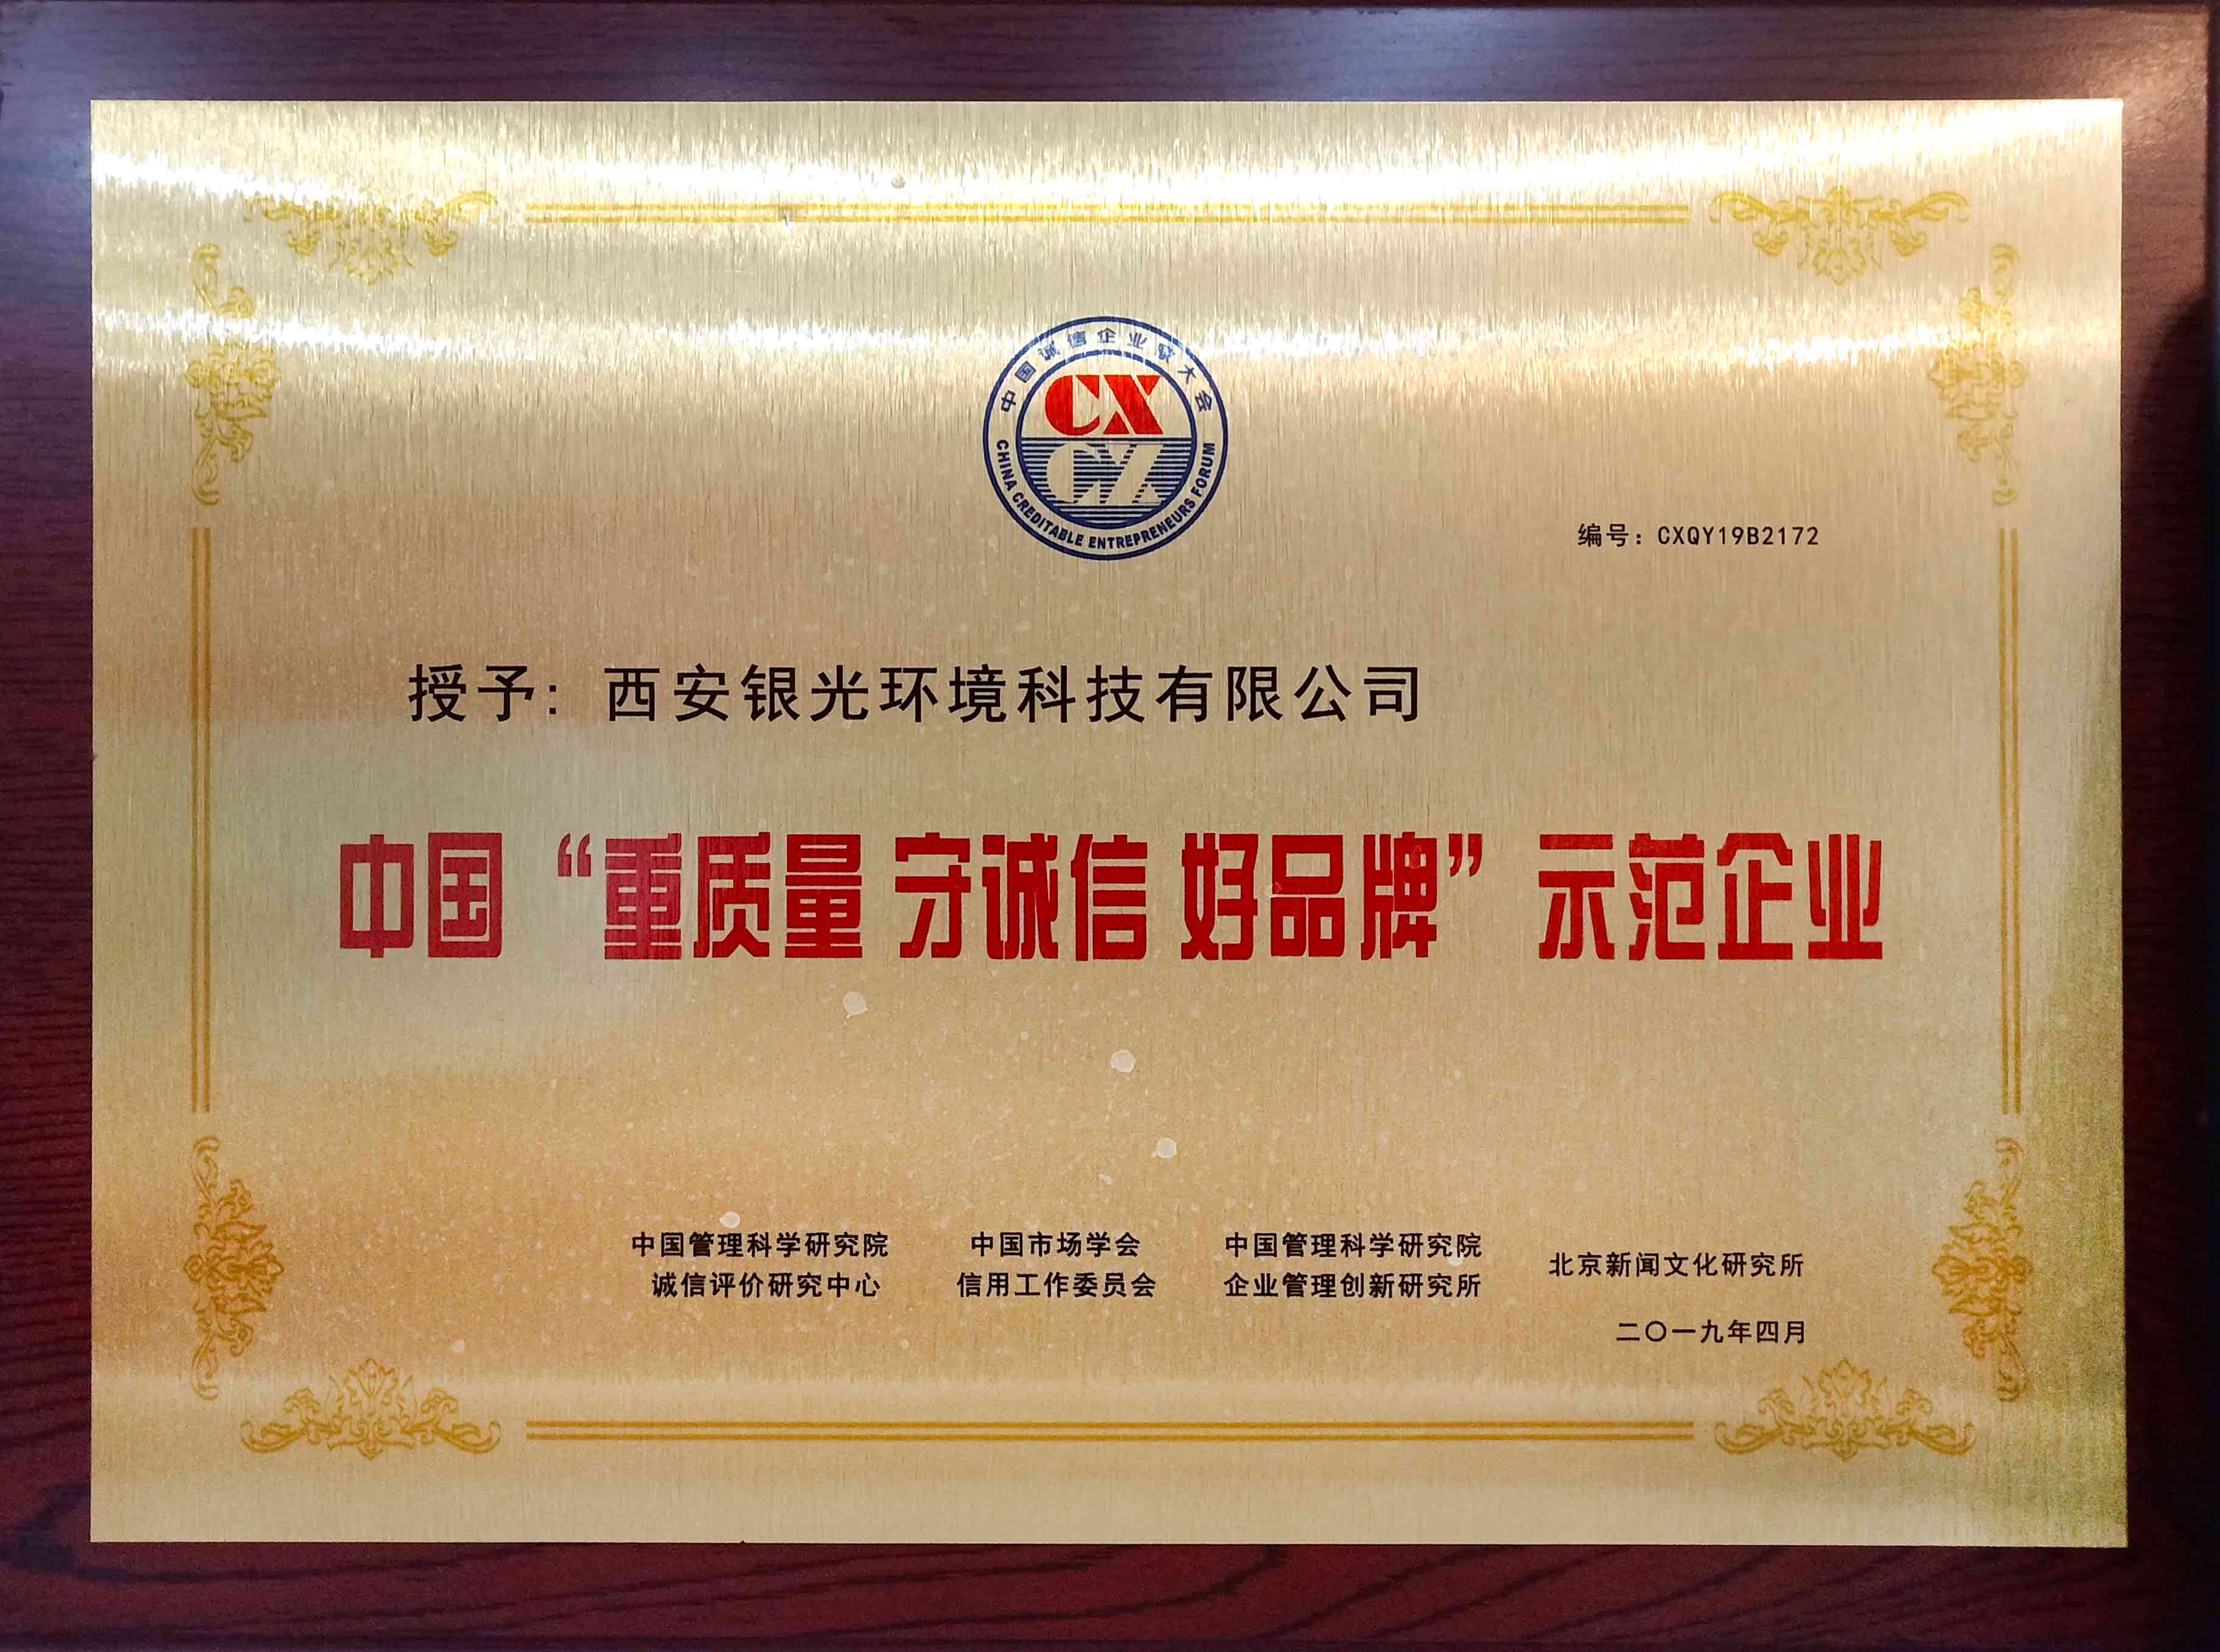 中国诚信企业家大会
CX
CX
CHINA CREDITABLE ENTREPRENEURS FORUM
编号：CXQY19B2172
授予：西安银光环境科技有限公司
中国“重质量 守诚信 好品牌”示范企业
中国管理科学研究院
诚信评价研究中心
中国市场学会
信用工作委员会
中国管理科学研究院
企业管理创新研究所
北京新闻文化研究所
二〇一九年四月